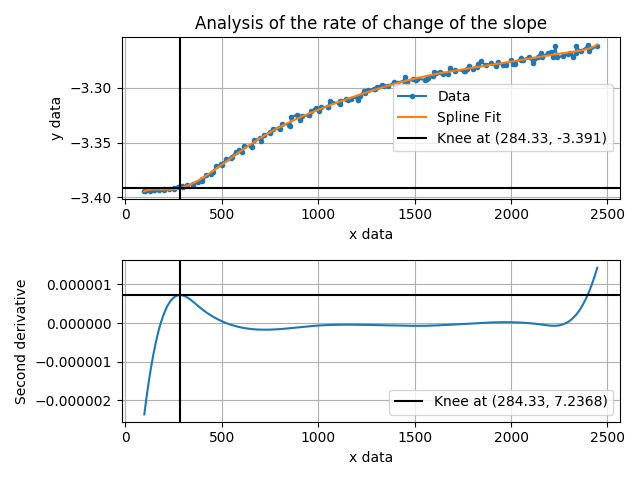 Analysis of the rate of change of the slope
y data
−3.30
−3.35
−3.40
Data
Spline Fit
Knee at (284.33, -3.391)
0 500 1000 1500 2000 2500
x data
Second derivative
0.000001
0.000000
−0.000001
−0.000002
Knee at (284.33, 7.2368)
0 500 1000 1500 2000 2500
x data